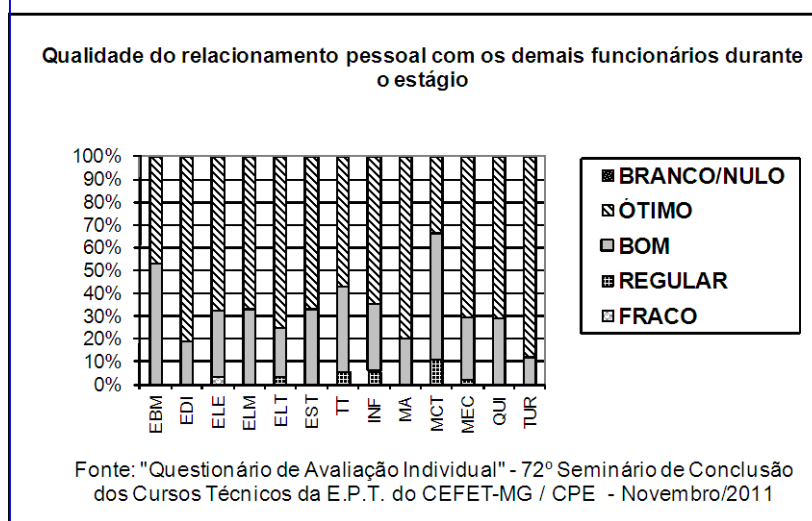 Qualidade do relacionamento pessoal com os demais funcionários durante
o estágio
100%
90%
80%
70%
60%
50%
40%
30%
20%
10%
0%
EBM
EDI
ELE
ELM
ELT
EST
TT
INF
MA
MCT
MEC
QUI
TUR
BRANCO/NULO
ÓTIMO
BOM
REGULAR
FRACO
Fonte: "Questionário de Avaliação Individual" - 72º Seminário de Conclusão
dos Cursos Técnicos da E.P.T. do CEFET-MG / CPE - Novembro/2011